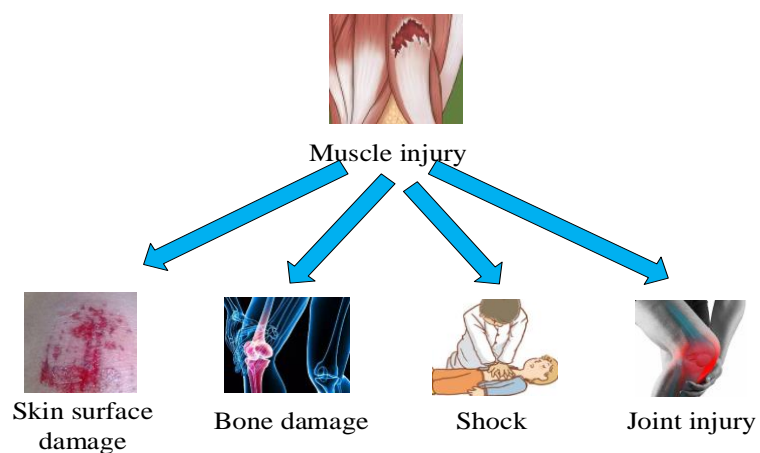 Muscle injury
Skin surface
damage
Bone damage
Shock
Joint injury